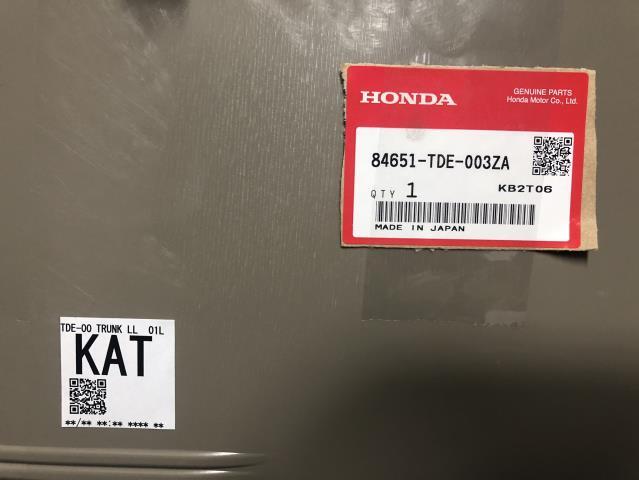 HONDA
GENUINE PARTS
Honda Motor Co., Ltd.
84651-TDE-003ZA
QTY 1
KB2T06
MADE IN JAPAN
TDE-00 TRUNK LL 01L
KAT
**/** **:** **** **